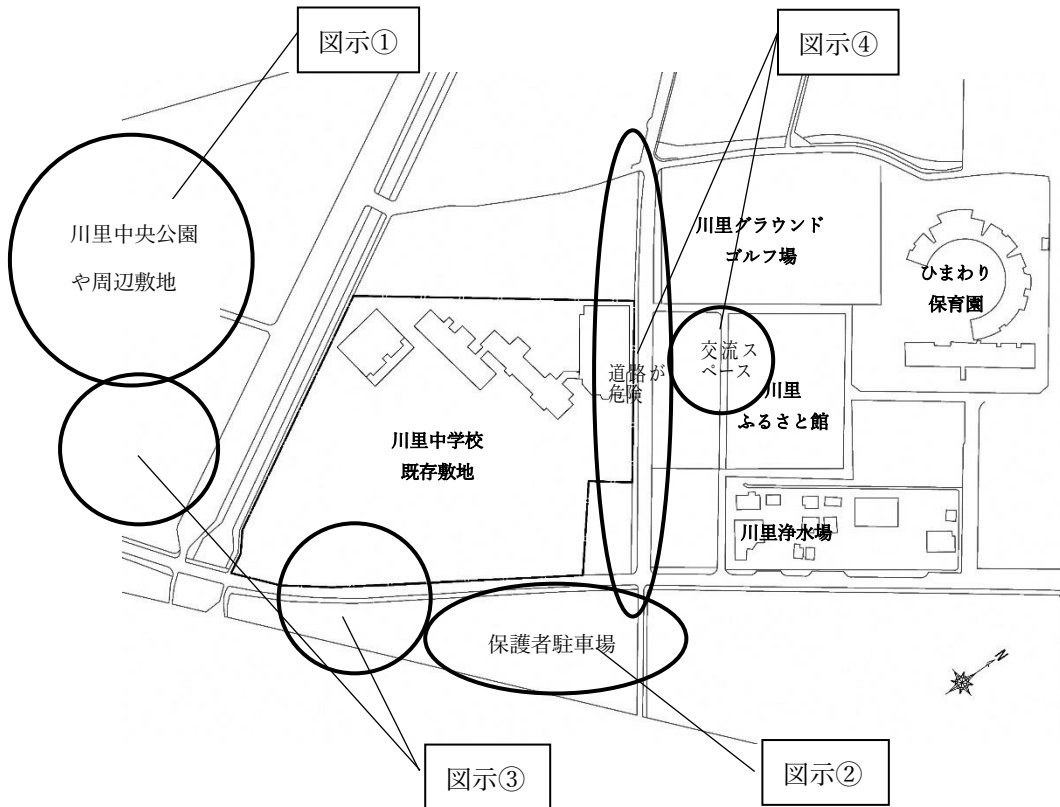 図示①
図示④
川里中央公園
や周辺敷地
川里グラウンド
ゴルフ場
ひまわり
保育園
交流ス
ペース
道路が
危険
川里
ふるさと館
川里中学校
既存敷地
川里浄水場
保護者駐車場
N
図示③
図示②